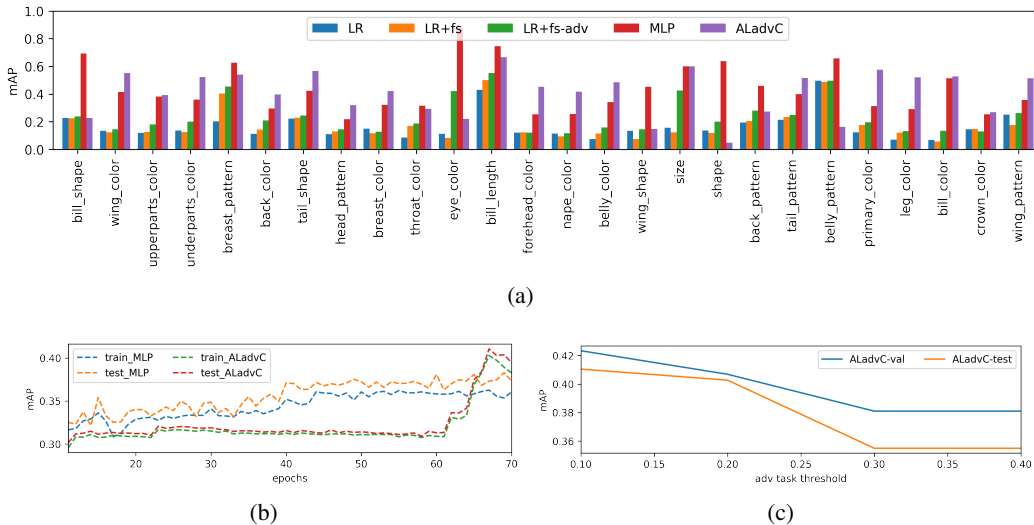 LR LR+fs LR+fs-adv MLP ALadvC
mAP
1.0
0.8
0.6
0.4
0.2
0.0
bill_shape
wing_color
upperparts_color
underparts_color
breast_pattern
back_color
tail_shape
head_pattern
breast_color
throat_color
eye_color
bill_length
forehead_color
nape_color
belly_color
wing_shape
size
shape
back_pattern
tail_pattern
belly_pattern
primary_color
leg_color
bill_color
crown_color
wing_pattern
(a)
train_MLP train_ALadvC
test_MLP test_ALadvC
mAP
0.40
0.35
0.30
20 30 40 50 60 70
epochs
(b)
ALadvC-val ALadvC-test
mAP
0.42
0.40
0.38
0.36
0.10 0.15 0.20 0.25 0.30 0.35 0.40
adv task threshold
(c)